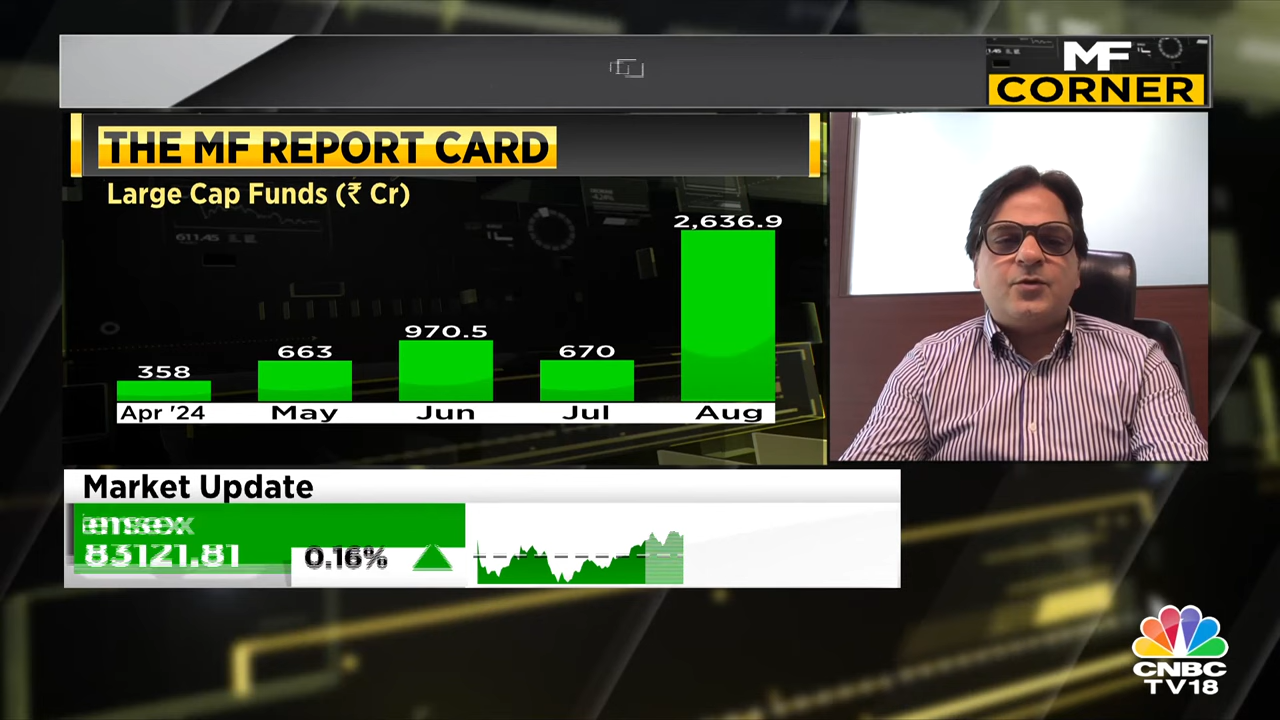 MF
CORNER
THE MF REPORT CARD
Large Cap Funds (₹ Cr)
358
663
970.5
670
2,636.9
Apr '24
May
Jun
Jul
Aug
Market Update
83121.81
0.16%
CNBC
TV18